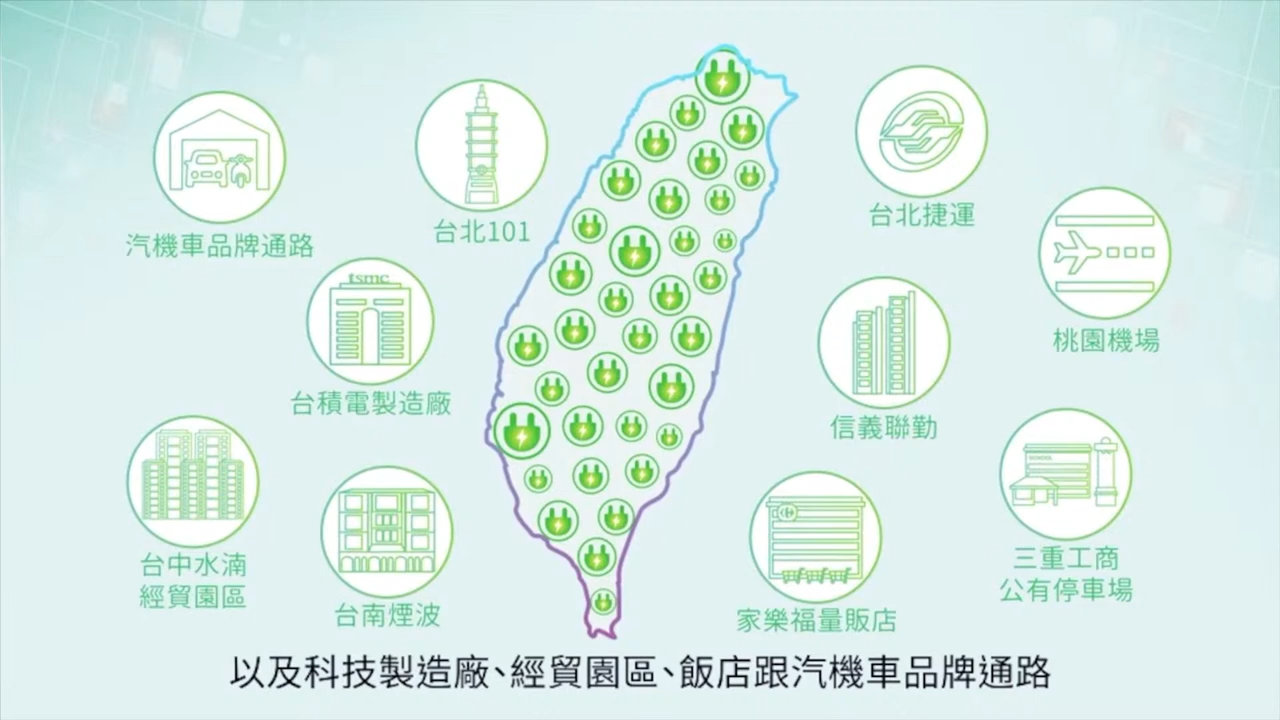 台北101
台北捷運
汽機車品牌通路
桃園機場
tsmc
台積電製造廠
信義聯勤
SCHOOL
台中水湳
經貿園區
台南煙波
家樂福量販店
三重工商
公有停車場
以及科技製造廠、經貿園區、飯店跟汽機車品牌通路